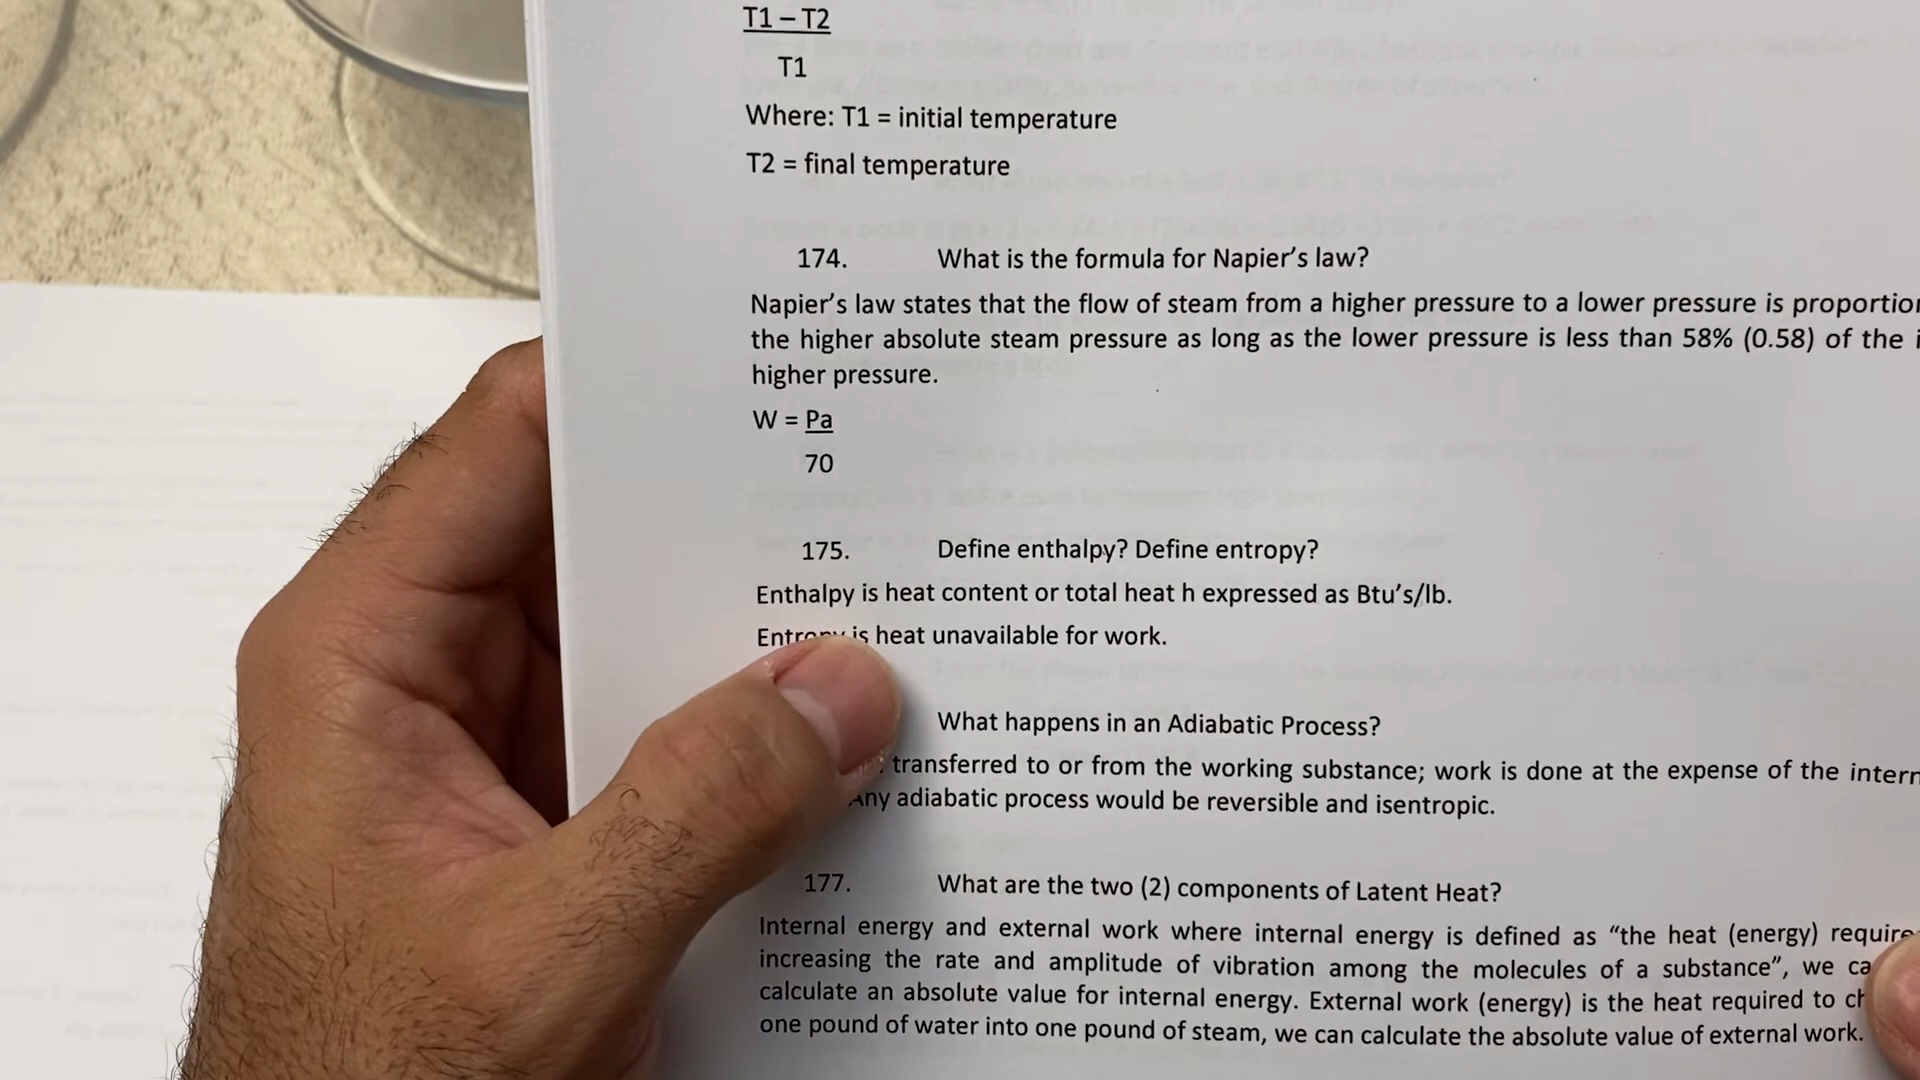 T1 – T2
T1
Where: T1 = initial temperature
T2 = final temperature
174. What is the formula for Napier's law?
Napier's law states that the flow of steam from a higher pressure to a lower pressure is
the higher absolute steam pressure as long as the lower pressure is less than 58% (0.58) of the
higher pressure.
W = Pa
70
175. Define enthalpy? Define entropy?
Enthalpy is heat content or total heat h expressed as Btu's/lb.
Entropy is heat unavailable for work.
What happens in an Adiabatic Process?
transferred to or from the working substance; work is done at the expense of the
Any adiabatic process would be reversible and isentropic.
177. What are the two (2) components of Latent Heat?
Internal energy and external work where internal energy is defined as “the heat (energy)
increasing the rate and amplitude of vibration among the molecules of a substance”, we
calculate an absolute value for internal energy. External work (energy) is the heat required to
one pound of water into one pound of steam, we can calculate the absolute value of external work.